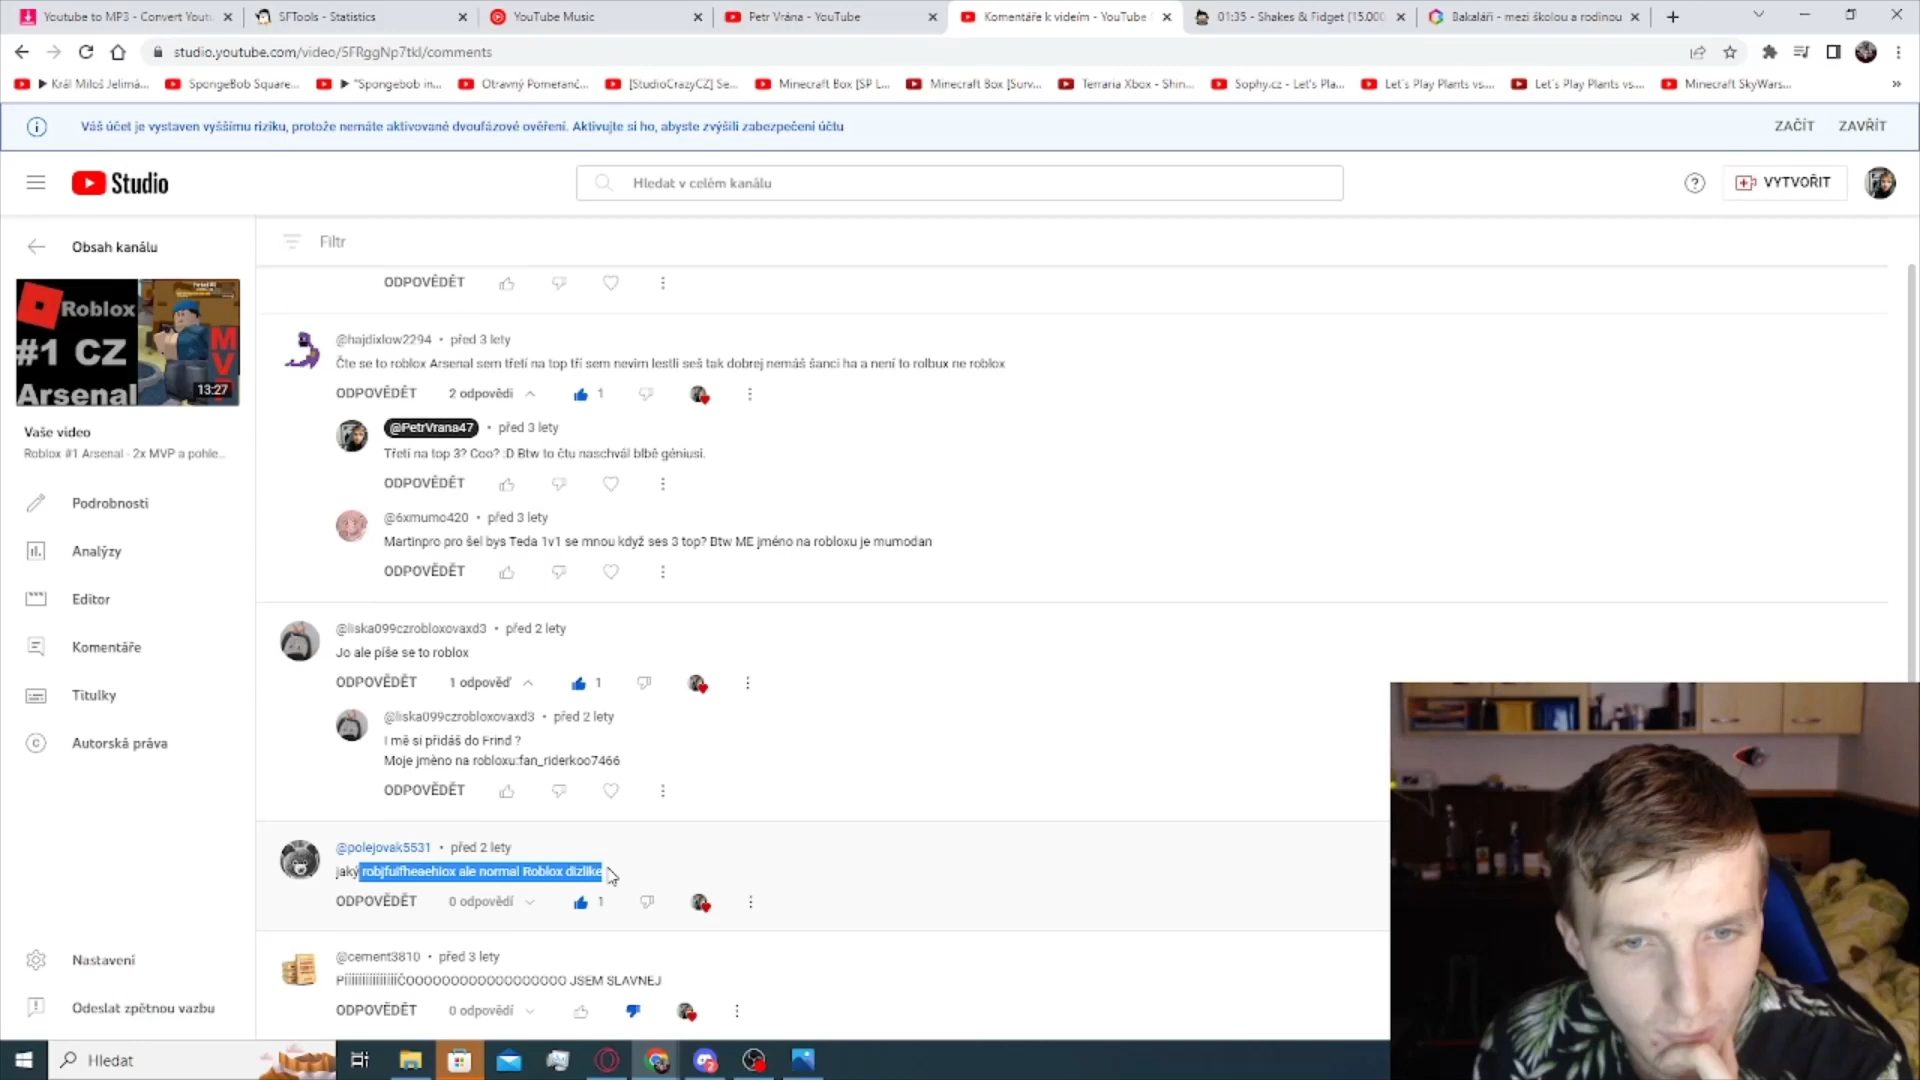 Youtube to MP3 - Convert Yout
SFTools - Statistics
YouTube Music
Petr Vrána - YouTube
Komentáře k videím - YouTube
01:35 - Shakes & Fidget (15.000
Bakaláři - mezi školou a rodinou
studio.youtube.com/video/5FRggNp7tkI/comments
► Král Miloš Jelimá...
SpongeBob Square...
► "Spongebob in...
Otravný Pomeranč...
[StudioCrazyCZ] Se...
Minecraft Box [SP L...
Minecraft Box [Surv...
Terraria Xbox - Shin...
Sophy.cz - Let's Pla...
Let´s Play Plants vs....
Let´s Play Plants vs....
Minecraft SkyWars...
Váš účet je vystaven vyššímu riziku, protože nemáte aktivované dvoufázové ověření. Aktivujte si ho, abyste zvýšili zabezpečení účtu
ZAČÍT
ZAVŘÍT
Studio
Hledat v celém kanálu
VYTVOŘIT
Obsah kanálu
Filtr
Roblox
#1 CZ
Arsenal
MV
13:27
Vaše video
Roblox #1 Arsenal - 2x MVP a pohle...
Podrobnosti
Analýzy
Editor
Komentáře
Titulky
Autorská práva
Nastavení
Odeslat zpětnou vazbu
ODPOVĚDĚT
@hajdixlow2294 • před 3 lety
Čte se to roblox Arsenal sem třetí na top tři sem nevim lestli seš tak dobrej nemáš šanci ha a není to rolbux ne roblox
ODPOVĚDĚT 2 odpovědi 1
@PetrVrana47 • před 3 lety
Třetí na top 3? Coo? :D Btw to čtu naschvál blbě géniusi.
ODPOVĚDĚT
@6xmumo420 • před 3 lety
Martinpro pro šel bys Teda 1v1 se mnou když ses 3 top? Btw ME jméno na robloxu je mumodan
ODPOVĚDĚT
@liska099czrobloxovaxd3 • před 2 lety
Jo ale píše se to roblox
ODPOVĚDĚT 1 odpověď 1
@liska099czrobloxovaxd3 • před 2 lety
I mě si přidáš do Frind ?
Moje jmèno na robloxu:fan_riderkoo7466
ODPOVĚDĚT
@polejovak5531 • před 2 lety
jaký robjfuifheaehiox ale normal Roblox dizlike
ODPOVĚDĚT 0 odpovědí 1
@cement3810 • před 3 lety
PííííííííííííííííČOOOOOOOOOOOOOOOOOO JSEM SLAVNEJ
ODPOVĚDĚT 0 odpovědí
Hledat